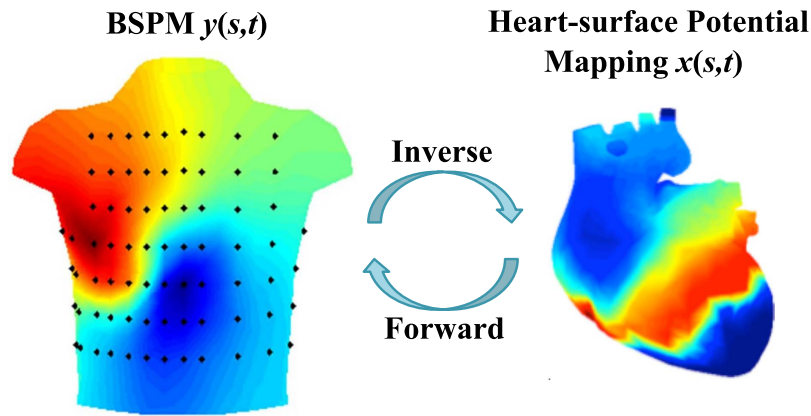 BSPM y(s,t)
Heart-surface Potential
Mapping x(s,t)
Inverse
Forward